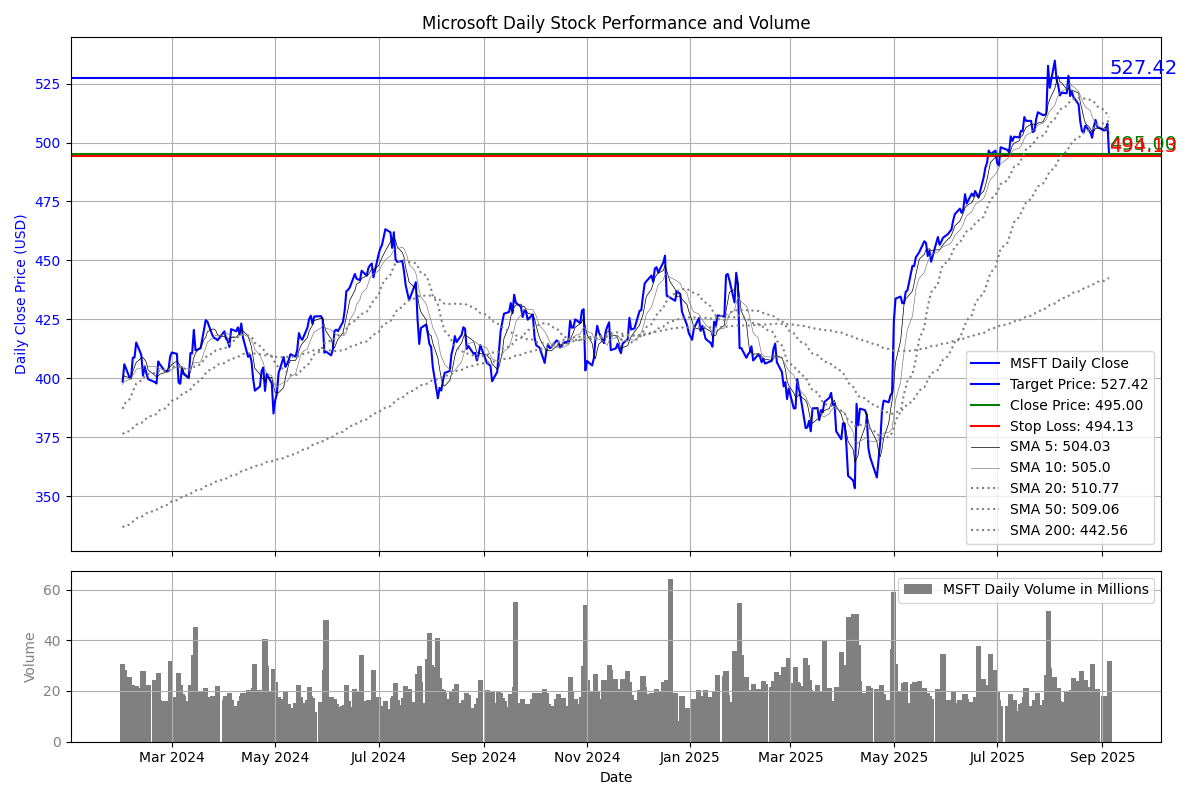 Microsoft Daily Stock Performance and Volume
Daily Close Price (USD)
525
500
475
450
425
400
375
350
527.42
495.00
494.13
MSFT Daily Close
Target Price: 527.42
Close Price: 495.00
Stop Loss: 494.13
SMA 5: 504.03
SMA 10: 505.0
SMA 20: 510.77
SMA 50: 509.06
SMA 200: 442.56
Volume
60
40
20
0
MSFT Daily Volume in Millions
Mar 2024
May 2024
Jul 2024
Sep 2024
Nov 2024
Jan 2025
Mar 2025
May 2025
Jul 2025
Sep 2025
Date